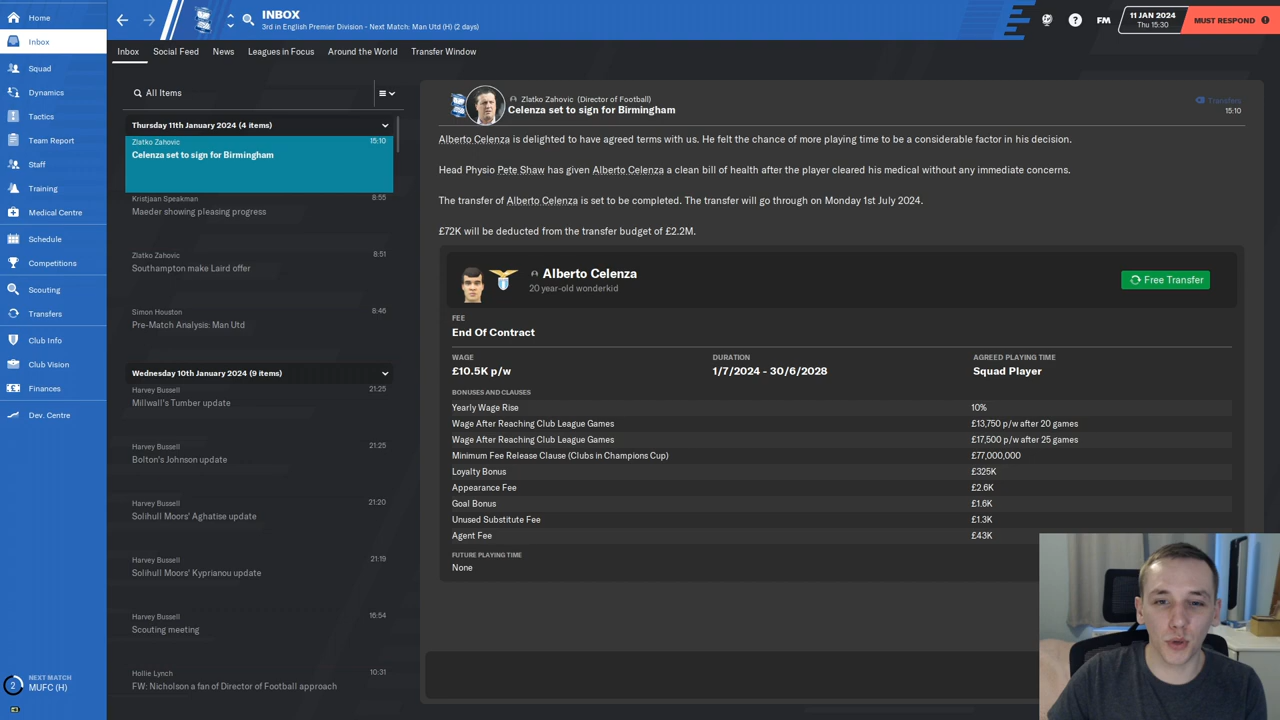 Home
Inbox
Squad
Dynamics
Tactics
Team Report
Staff
Training
Medical Centre
Schedule
Competitions
Scouting
Transfers
Club Info
Club Vision
Finances
Dev. Centre
2
NEXT MATCH
MUFC (H)
INBOX
3rd in English Premier Division - Next Match: Man Utd (H) (2 days)
?
FM
11 JAN 2024
Thu 15:30
MUST RESPOND
Inbox
Social Feed
News
Leagues in Focus
Around the World
Transfer Window
All Items
Thursday 11th January 2024 (4 items)
Zlatko Zahovic 15:10
Celenza set to sign for Birmingham
Kristjaan Speakman 8:55
Maeder showing pleasing progress
Zlatko Zahovic 8:51
Southampton make Laird offer
Simon Houston 8:46
Pre-Match Analysis: Man Utd
Wednesday 10th January 2024 (9 items)
Harvey Bussell 21:25
Millwall's Tumber update
Harvey Bussell 21:25
Bolton's Johnson update
Harvey Bussell 21:20
Solihull Moors' Aghatise update
Harvey Bussell 21:19
Solihull Moors' Kyprianou update
Harvey Bussell 16:54
Scouting meeting
Hollie Lynch 10:31
FW: Nicholson a fan of Director of Football approach
Zlatko Zahovic (Director of Football)
Celenza set to sign for Birmingham
Transfers
15:10
Alberto Celenza is delighted to have agreed terms with us. He felt the chance of more playing time to be a considerable factor in his decision.
Head Physio Pete Shaw has given Alberto Celenza a clean bill of health after the player cleared his medical without any immediate concerns.
The transfer of Alberto Celenza is set to be completed. The transfer will go through on Monday 1st July 2024.
£72K will be deducted from the transfer budget of £2.2M.
Alberto Celenza
20 year-old wonderkid
Free Transfer
FEE
End Of Contract
WAGE DURATION AGREED PLAYING TIME
£10.5K p/w 1/7/2024 - 30/6/2028 Squad Player
BONUSES AND CLAUSES
Yearly Wage Rise 10%
Wage After Reaching Club League Games £13,750 p/w after 20 games
Wage After Reaching Club League Games £17,500 p/w after 25 games
Minimum Fee Release Clause (Clubs in Champions Cup) £77,000,000
Loyalty Bonus £325K
Appearance Fee £2.6K
Goal Bonus £1.6K
Unused Substitute Fee £1.3K
Agent Fee £43K
FUTURE PLAYING TIME
None